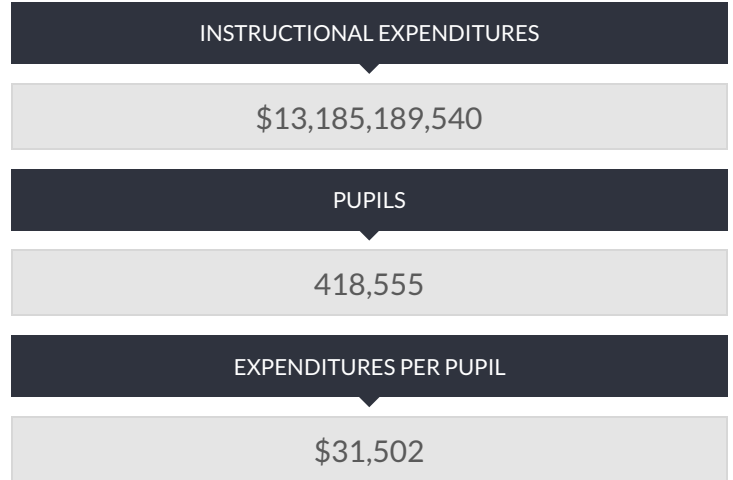 INSTRUCTIONAL EXPENDITURES
$13,185,189,540
PUPILS
418,555
EXPENDITURES PER PUPIL
$31,502